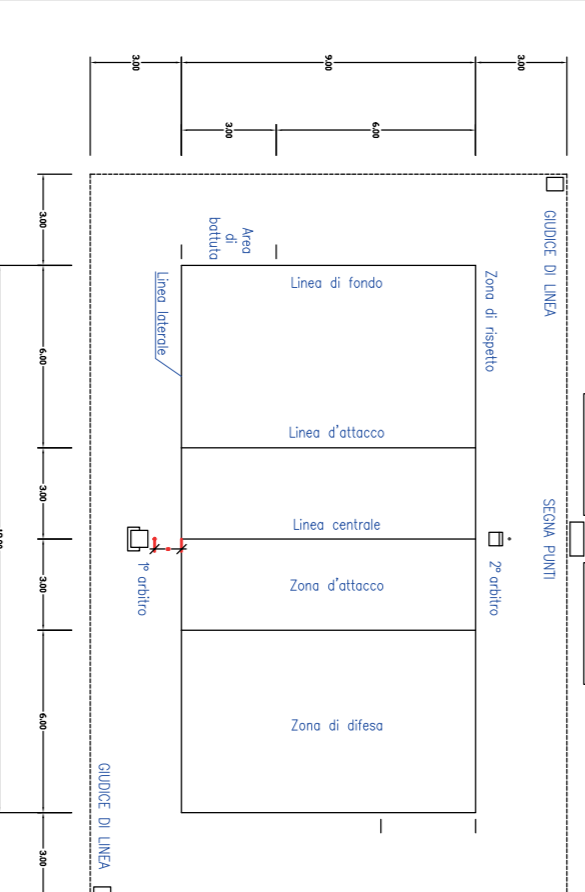 3.00
9.00
3.00
3.00
6.00
3.00
6.00
3.00
3.00
6.00
3.00
GIUDICE DI LINEA
Area
di
battuta
Linea di fondo
Zona di rispetto
Linea laterale
Linea d'attacco
Linea centrale
SEGNA PUNTI
1° arbitro
2° arbitro
Zona d'attacco
Zona di difesa
GIUDICE DI LINEA